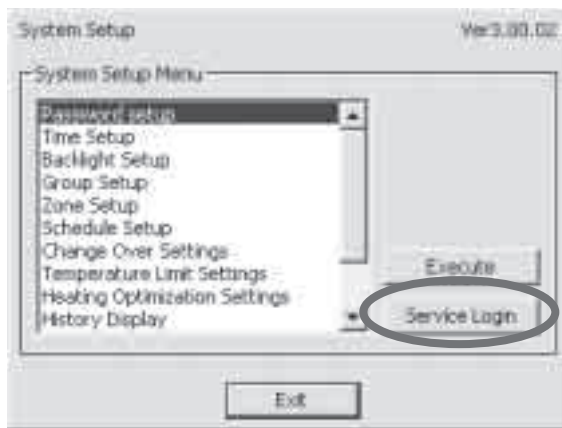 System Setup Ver3.00.02
System Setup Menu
Password setup
Time Setup
Backlight Setup
Group Setup
Zone Setup
Schedule Setup
Change Over Settings
Temperature Limit Settings
Heating Optimization Settings
History Display
Execute
Service Login
Exit